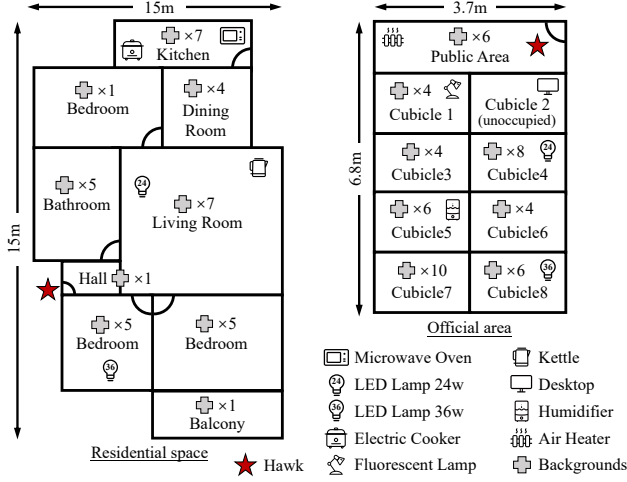 15m
3.7m
×7
Kitchen
×1
Bedroom
×4
Dining
Room
×5
Bathroom
24
×7
Living Room
Hall ×1
×5
Bedroom
36
×5
Bedroom
×1
Balcony
15m
Residential space
×6
Public Area
×4
Cubicle 1
Cubicle 2
(unoccupied)
×4
Cubicle3
×8 24
Cubicle4
×6
Cubicle5
×4
Cubicle6
×10
Cubicle7
×6 36
Cubicle8
6.8m
Official area
Microwave Oven
24 LED Lamp 24w
36 LED Lamp 36w
Electric Cooker
Fluorescent Lamp
Kettle
Desktop
Humidifier
Air Heater
Backgrounds
Hawk